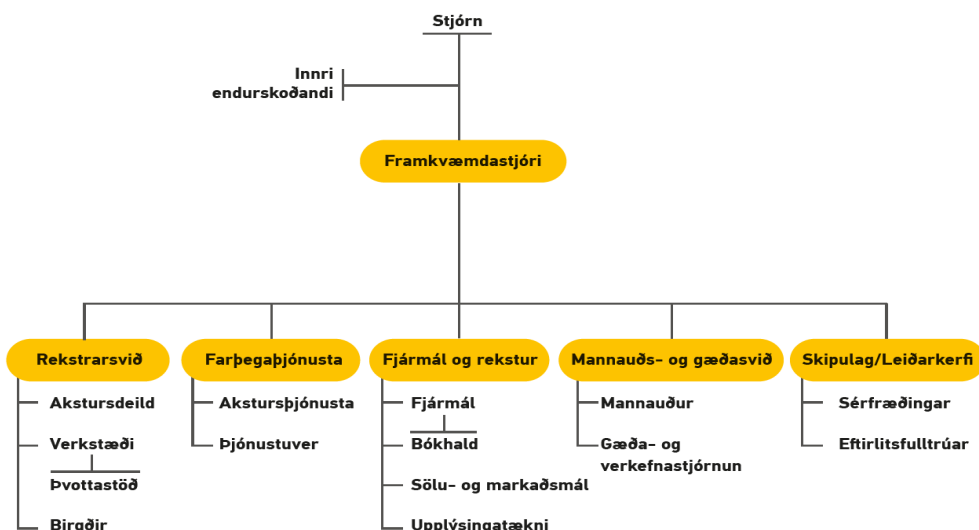 Stjórn
Innri
endurskoðandi
Framkvæmdastjóri
Rekstrarsvið
Akstursdeild
Verkstæði
Þvottastöð
Birgðir
Farþegaþjónusta
Akstursþjónusta
Þjónustuver
Fjármál og rekstur
Fjármál
Bókhald
Sölu- og markaðsmál
Upplýsingatækni
Mannauðs- og gæðasvið
Mannauður
Gæða- og
verkefnastjórnun
Skipulag/Leiðarkerfi
Sérfræðingar
Eftirlitsfulltrúar